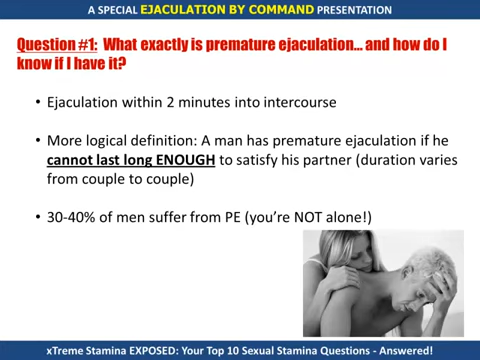 A SPECIAL EJACULATION BY COMMAND PRESENTATION
Question #1: What exactly is premature ejaculation... and how do I
know if I have it?
• Ejaculation within 2 minutes into intercourse
• More logical definition: A man has premature ejaculation if he
cannot last long ENOUGH to satisfy his partner (duration varies
from couple to couple)
• 30-40% of men suffer from PE (you're NOT alone!)
xTreme Stamina EXPOSED: Your Top 10 Sexual Stamina Questions - Answered!